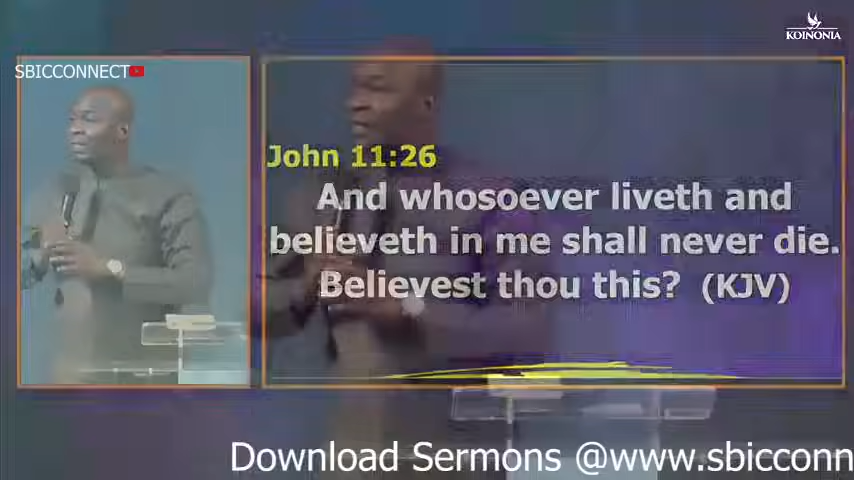 KOINONIA
SBICCONNECT
John 11:26
And whosoever liveth and
believeth in me shall never die.
Believest thou this? (KJV)
Download Sermons @www.sbicconn